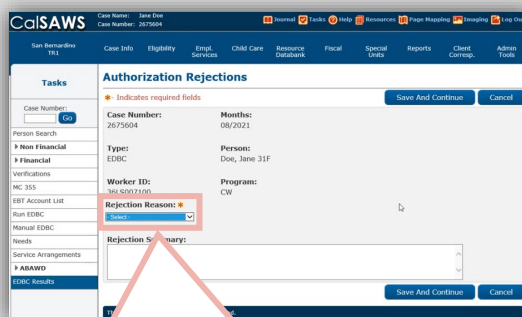 CalSAWS
Case Name: Jane Doe
Case Number: 2675604
Journal Tasks Help Resources Page Mapping Imaging Log Out
San Bernardino
TR1
Case Info Eligibility Empl. Services Child Care Resource Databank Fiscal Special Units Reports Client Corresp. Admin Tools
Tasks
Case Number:
Go
Person Search
Non Financial
Financial
Verifications
MC 355
EBT Account List
Run EDBC
Manual EDBC
Needs
Service Arrangements
ABAWD
EDBC Results
Authorization Rejections
*- Indicates required fields
Save And Continue Cancel
Case Number: Months:
2675604 08/2021
Type: Person:
EDBC Doe, Jane 31F
Worker ID: Program:
36LS007100 CW
Rejection Reason: *
- Select -
Rejection Summary:
Save And Continue Cancel